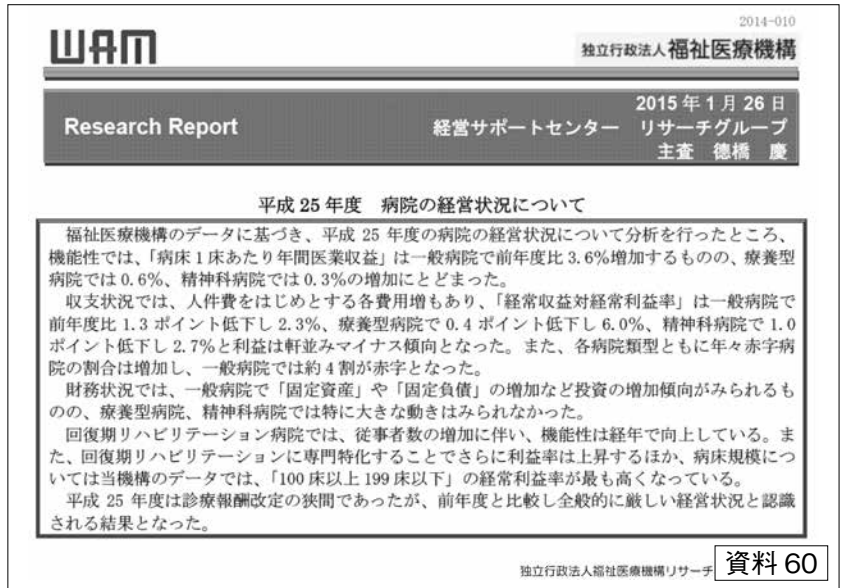 2014-010
WAM
独立行政法人福祉医療機構
2015年1月26日
Research Report
経営サポートセンター リサーチグループ
主査 德橋 慶
平成25年度 病院の経営状況について
福祉医療機構のデータに基づき、平成 25 年度の病院の経営状況について分析を行ったところ、
機能性では、「病床1床あたり年間医業収益」は一般病院で前年度比3.6%増加するものの、療養型
病院では0.6%、精神科病院では0.3%の増加にとどまった。
収支状況では、人件費をはじめとする各費用増もあり、「経常収益対経常利益率」は一般病院で
前年度比 1.3 ポイント低下し 2.3%、療養型病院で 0.4 ポイント低下し 6.0%、精神科病院で 1.0
ポイント低下し 2.7%と利益は軒並みマイナス傾向となった。また、各病院類型ともに年々赤字病
院の割合は増加し、一般病院では約4割が赤字となった。
財務状況では、一般病院で「固定資産」や「固定負債」の増加など投資の増加傾向がみられるも
のの、療養型病院、精神科病院では特に大きな動きはみられなかった。
回復期リハビリテーション病院では、従事者数の増加に伴い、機能性は経年で向上している。ま
た、回復期リハビリテーションに専門特化することでさらに利益率は上昇するほか、病床規模につ
いては当機構のデータでは、「100 床以上 199 床以下」の経常利益率が最も高くなっている。
平成 25 年度は診療報酬改定の狭間であったが、前年度と比較し全般的に厳しい経営状況と認識
される結果となった。
独立行政法人福祉医療機構リサーチ
資料60